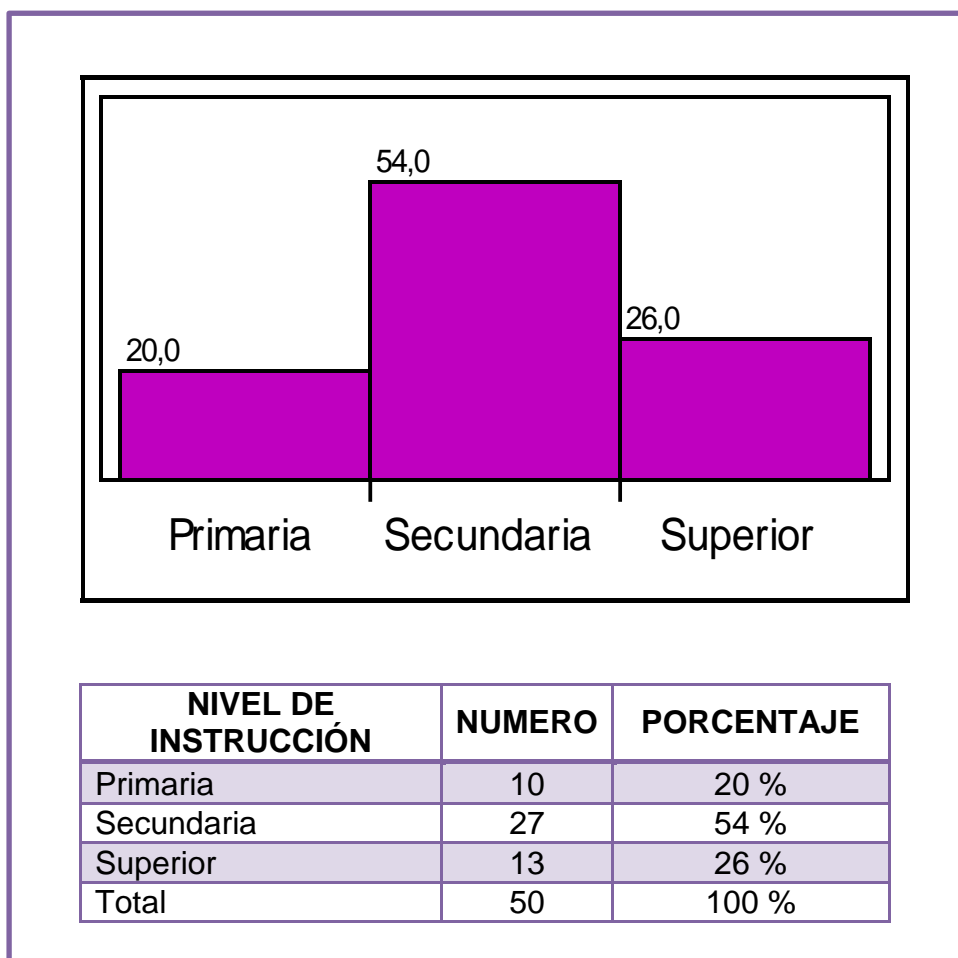 54,0
26,0
20,0
Primaria Secundaria Superior
NIVEL DE INSTRUCCIÓN NUMERO PORCENTAJE
Primaria 10 20 %
Secundaria 27 54 %
Superior 13 26 %
Total 50 100 %